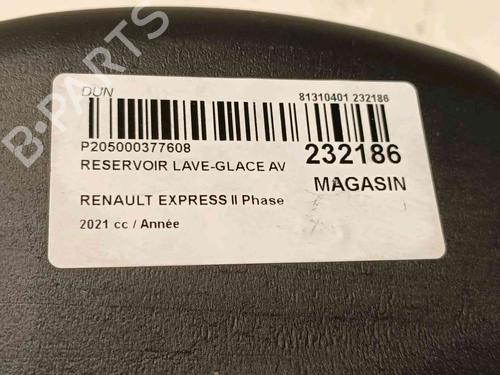 DUN
81310401 232186
P205000377608
RESERVOIR LAVE-GLACE AV
232186
MAGASIN
RENAULT EXPRESS II Phase
2021 cc / Année
B-PARTS